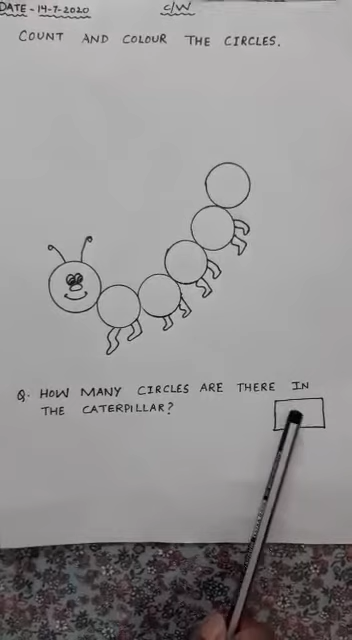 DATE - 14-7-2020 C/W
COUNT AND COLOUR THE CIRCLES.
Q. HOW MANY CIRCLES ARE THERE IN
THE CATERPILLAR?